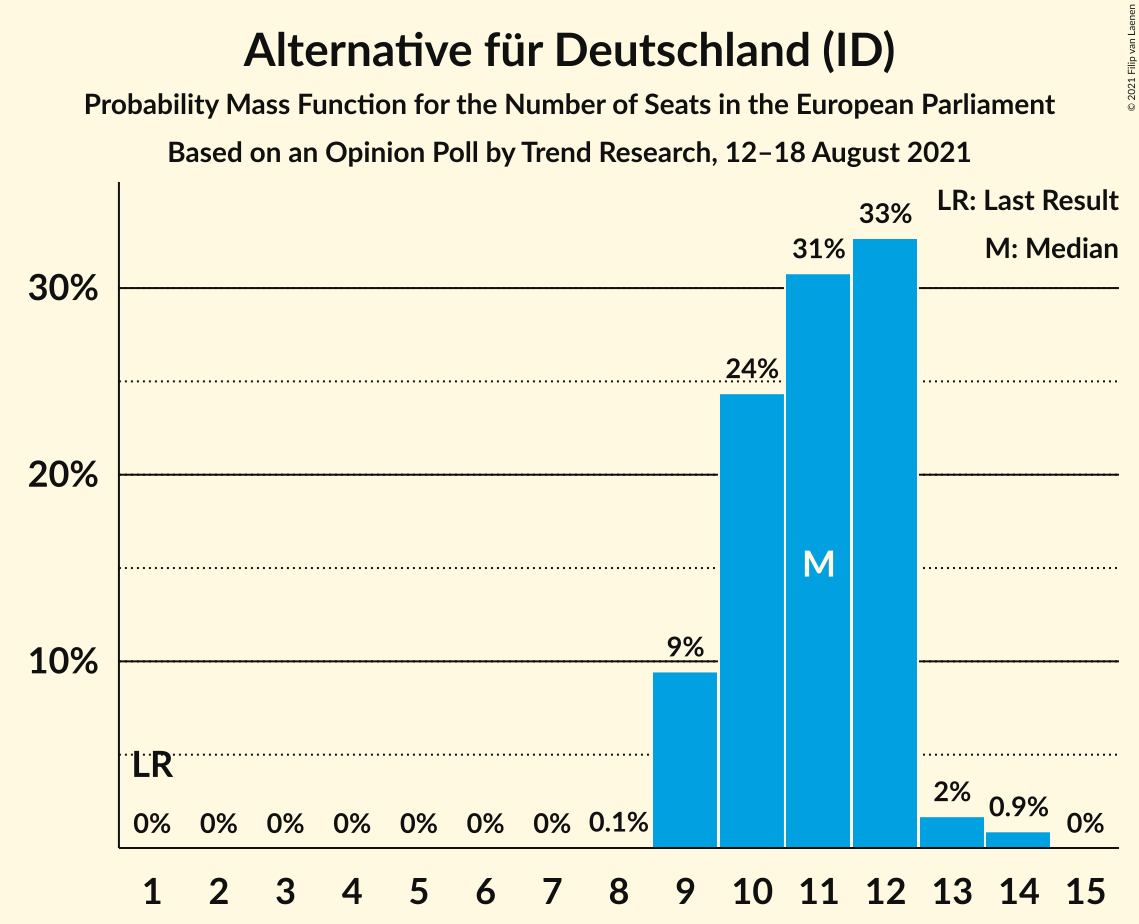 Alternative für Deutschland (ID)
Probability Mass Function for the Number of Seats in the European Parliament
Based on an Opinion Poll by Trend Research, 12–18 August 2021
© 2021 Filip van Laenen
LR: Last Result
M: Median
33%
31%
30%
24%
20%
M
9%
10%
LR
0% 0% 0% 0% 0% 0% 0% 0.1% 2% 0.9% 0%
1 2 3 4 5 6 7 8 9 10 11 12 13 14 15